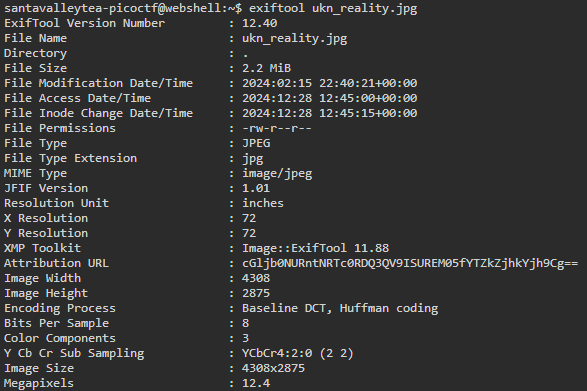 santavalleytea-picoctf@webshell:~$ exiftool ukn_reality.jpg
ExifTool Version Number : 12.40
File Name : ukn_reality.jpg
Directory : .
File Size : 2.2 MiB
File Modification Date/Time : 2024:02:15 22:40:21+00:00
File Access Date/Time : 2024:12:28 12:45:00+00:00
File Inode Change Date/Time : 2024:12:28 12:45:15+00:00
File Permissions : -rw-r--r--
File Type : JPEG
File Type Extension : jpg
MIME Type : image/jpeg
JFIF Version : 1.01
Resolution Unit : inches
X Resolution : 72
Y Resolution : 72
XMP Toolkit : Image::ExifTool 11.88
Attribution URL : cGljb0NURntNRTc0RDQ3QV9ISUREM05fYTZkZjhkYjh9Cg==
Image Width : 4308
Image Height : 2875
Encoding Process : Baseline DCT, Huffman coding
Bits Per Sample : 8
Color Components : 3
Y Cb Cr Sub Sampling : YCbCr4:2:0 (2 2)
Image Size : 4308x2875
Megapixels : 12.4